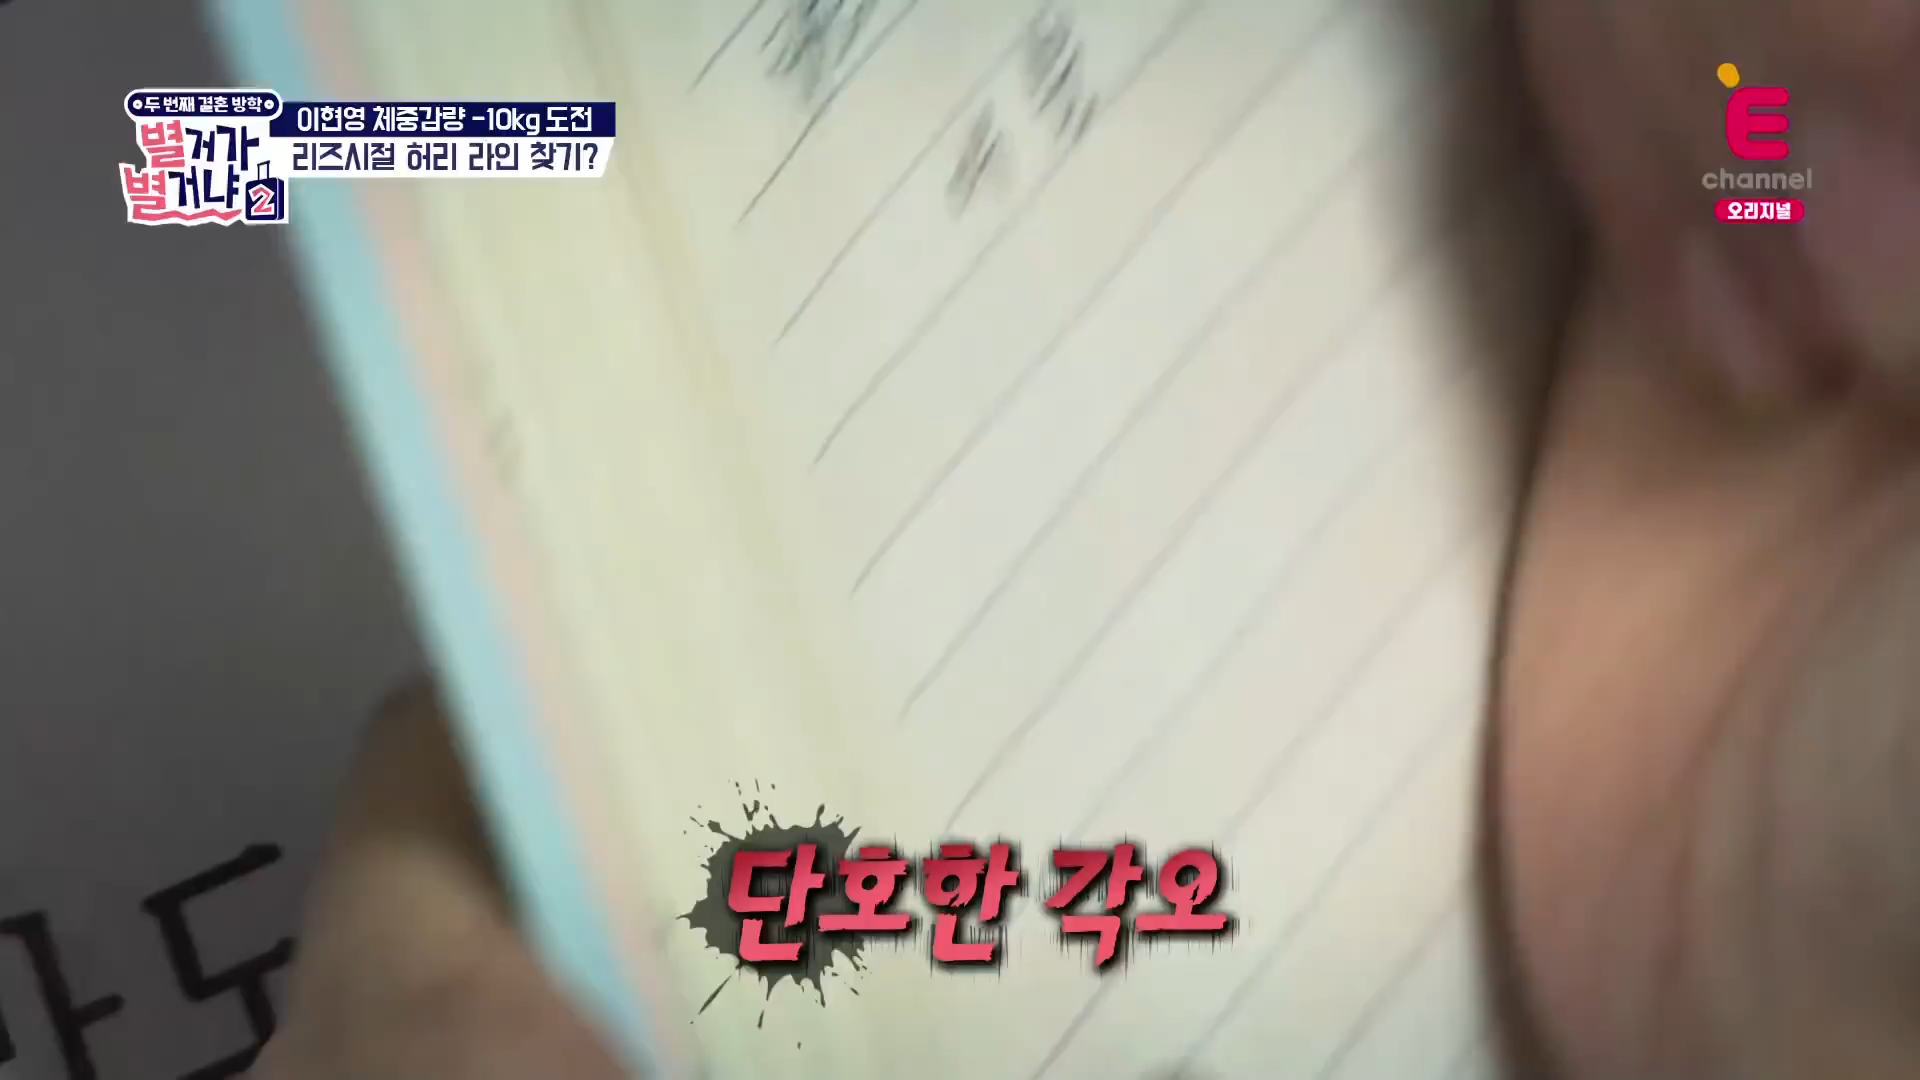 두 번째 결혼 방학
별거가
별거냐 2
이현영 체중감량 -10kg 도전
리즈시절 허리 라인 찾기?
E
channel
오리지널
단호한 각오